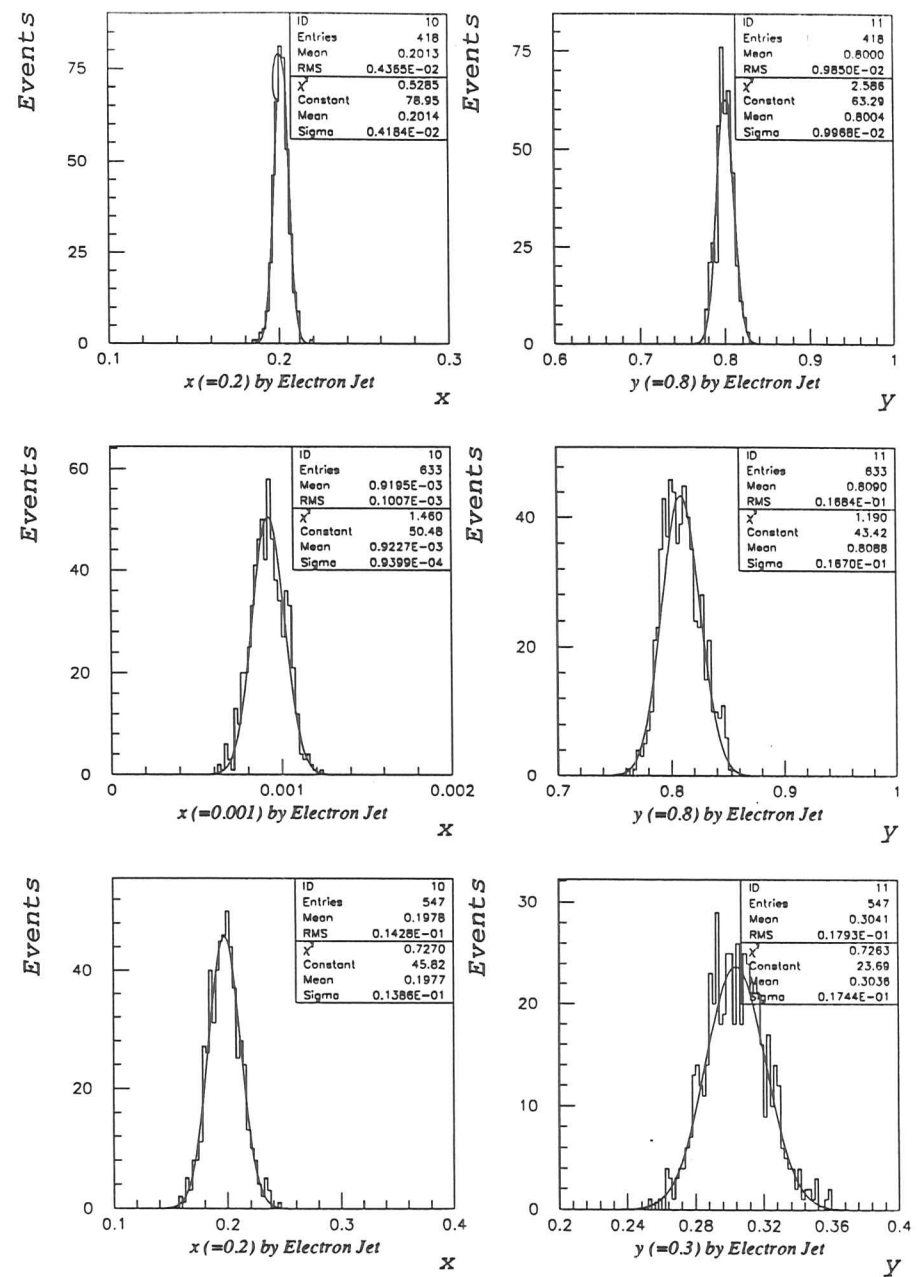 Events
ID 10
Entries 418
Mean 0.2013
RMS 0.4365E-02
χ² 0.5285
Constant 78.95
Mean 0.2014
Sigma 0.4184E-02
75
50
25
0
0.1 0.2 0.3
x (=0.2) by Electron Jet
x
Events
ID 11
Entries 418
Mean 0.8000
RMS 0.9850E-02
χ² 2.586
Constant 63.29
Mean 0.8004
Sigma 0.9968E-02
75
50
25
0
0.6 0.7 0.8 0.9 1
y (=0.8) by Electron Jet
y
Events
ID 10
Entries 633
Mean 0.9195E-03
RMS 0.1007E-03
χ² 1.460
Constant 50.48
Mean 0.9227E-03
Sigma 0.9399E-04
60
40
20
0
0 0.001 0.002
x (=0.001) by Electron Jet
x
Events
ID 11
Entries 633
Mean 0.8090
RMS 0.1684E-01
χ² 1.190
Constant 43.42
Mean 0.8088
Sigma 0.1670E-01
40
20
0
0.7 0.8 0.9 1
y (=0.8) by Electron Jet
y
Events
ID 10
Entries 547
Mean 0.1978
RMS 0.1428E-01
χ² 0.7270
Constant 45.82
Mean 0.1977
Sigma 0.1386E-01
40
20
0
0.1 0.2 0.3 0.4
x (=0.2) by Electron Jet
x
Events
ID 11
Entries 547
Mean 0.3041
RMS 0.1793E-01
χ² 0.7263
Constant 23.69
Mean 0.3036
Sigma 0.1744E-01
30
20
10
0
0.2 0.24 0.28 0.32 0.36 0.4
y (=0.3) by Electron Jet
y